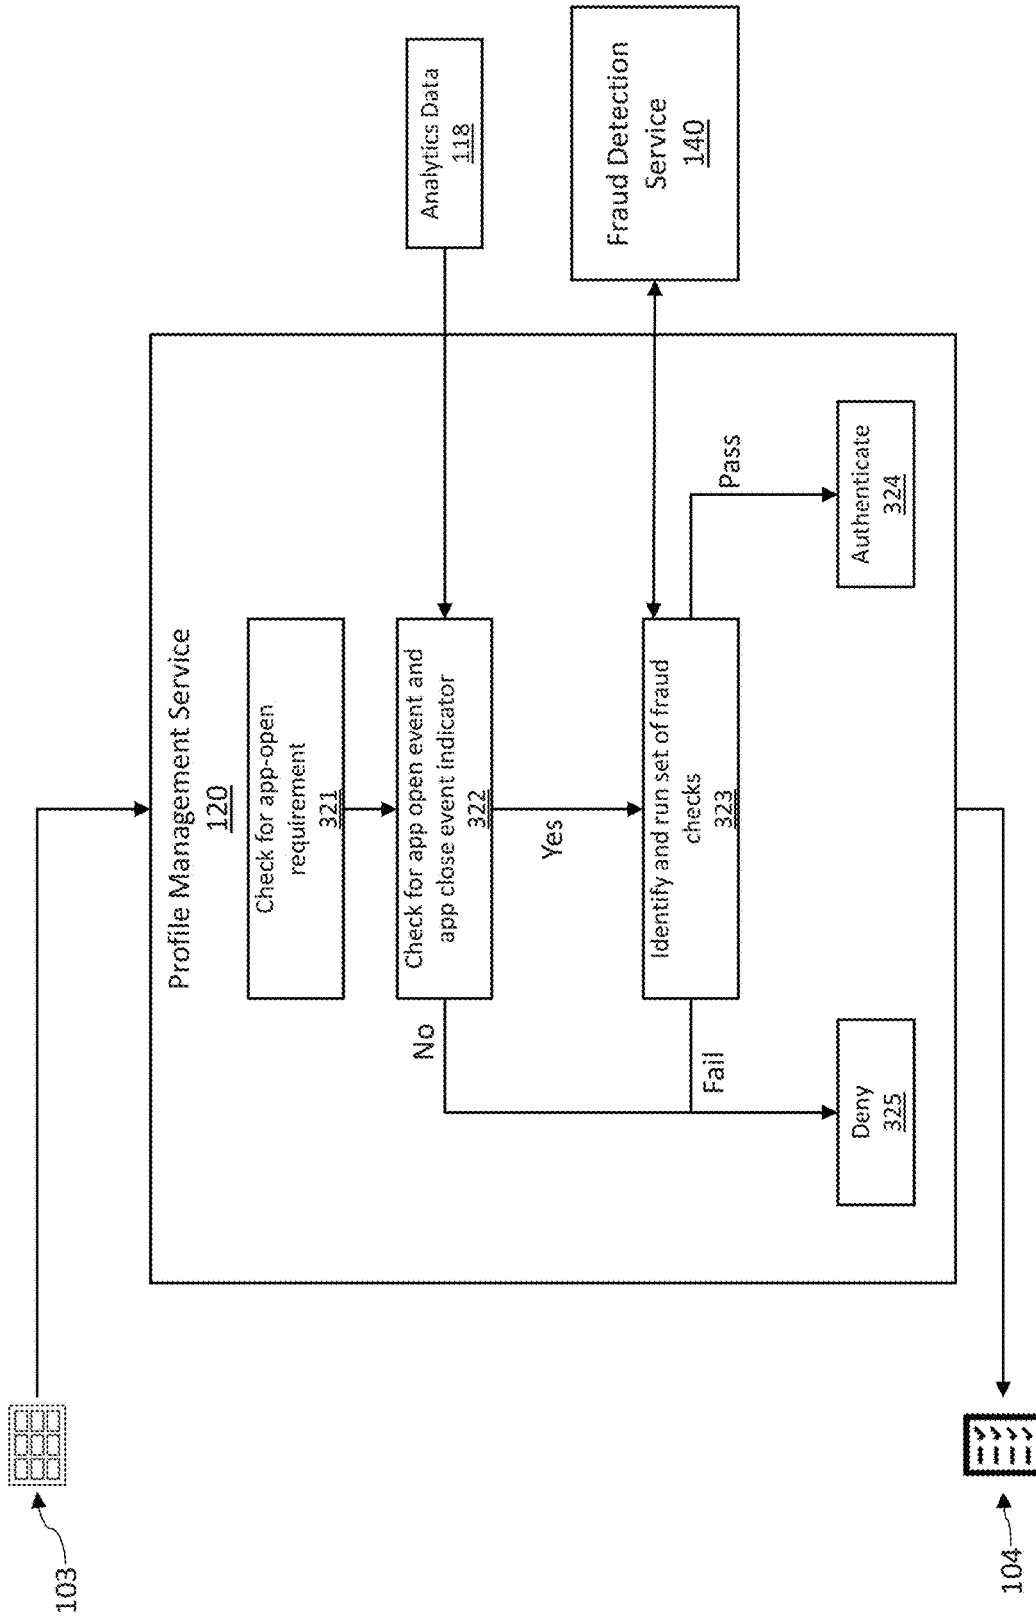 103
Profile Management Service
120
Check for app-open
requirement
321
Analytics Data
118
Check for app open event and
app close event indicator
322
No
Yes
Fraud Detection
Service
140
Identify and run set of fraud
checks
323
Fail
Pass
Deny
325
Authenticate
324
104